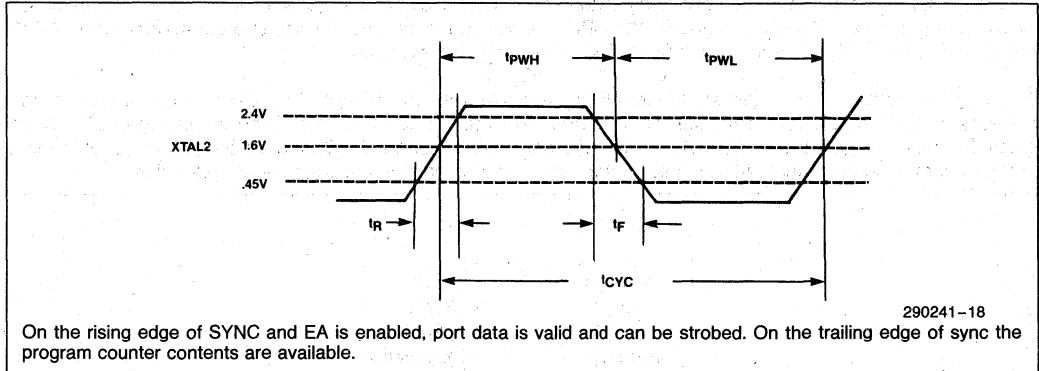 tPWH tPWL
2.4V
XTAL2 1.6V
.45V
tR tF
tCYC
290241-18
On the rising edge of SYNC and EA is enabled, port data is valid and can be strobed. On the trailing edge of sync the
program counter contents are available.